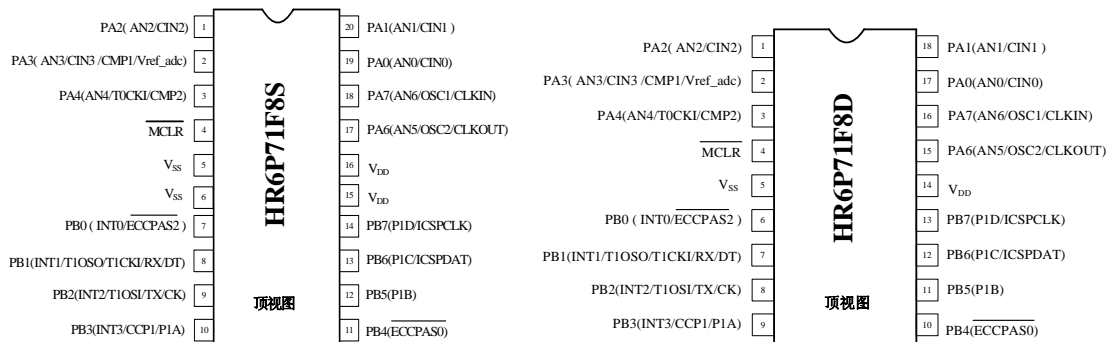 PA2( AN2/CIN2) 1
PA3( AN3/CIN3 /CMP1/Vref_adc) 2
PA4(AN4/T0CKI/CMP2) 3
MCLR 4
VSS 5
VSS 6
PB0 ( INT0/ECCPAS2 ) 7
PB1(INT1/T1OSO/T1CKI/RX/DT) 8
PB2(INT2/T1OSI/TX/CK) 9
PB3(INT3/CCP1/P1A) 10
HR6P71F8S
顶视图
20 PA1(AN1/CIN1 )
19 PA0(AN0/CIN0)
18 PA7(AN6/OSC1/CLKIN)
17 PA6(AN5/OSC2/CLKOUT)
16 VDD
15 VDD
14 PB7(P1D/ICSPCLK)
13 PB6(P1C/ICSPDAT)
12 PB5(P1B)
11 PB4(ECCPAS0)
PA2( AN2/CIN2) 1
PA3( AN3/CIN3 /CMP1/Vref_adc) 2
PA4(AN4/T0CKI/CMP2) 3
MCLR 4
VSS 5
PB0 ( INT0/ECCPAS2 ) 6
PB1(INT1/T1OSO/T1CKI/RX/DT) 7
PB2(INT2/T1OSI/TX/CK) 8
PB3(INT3/CCP1/P1A) 9
HR6P71F8D
顶视图
18 PA1(AN1/CIN1 )
17 PA0(AN0/CIN0)
16 PA7(AN6/OSC1/CLKIN)
15 PA6(AN5/OSC2/CLKOUT)
14 VDD
13 PB7(P1D/ICSPCLK)
12 PB6(P1C/ICSPDAT)
11 PB5(P1B)
10 PB4(ECCPAS0)